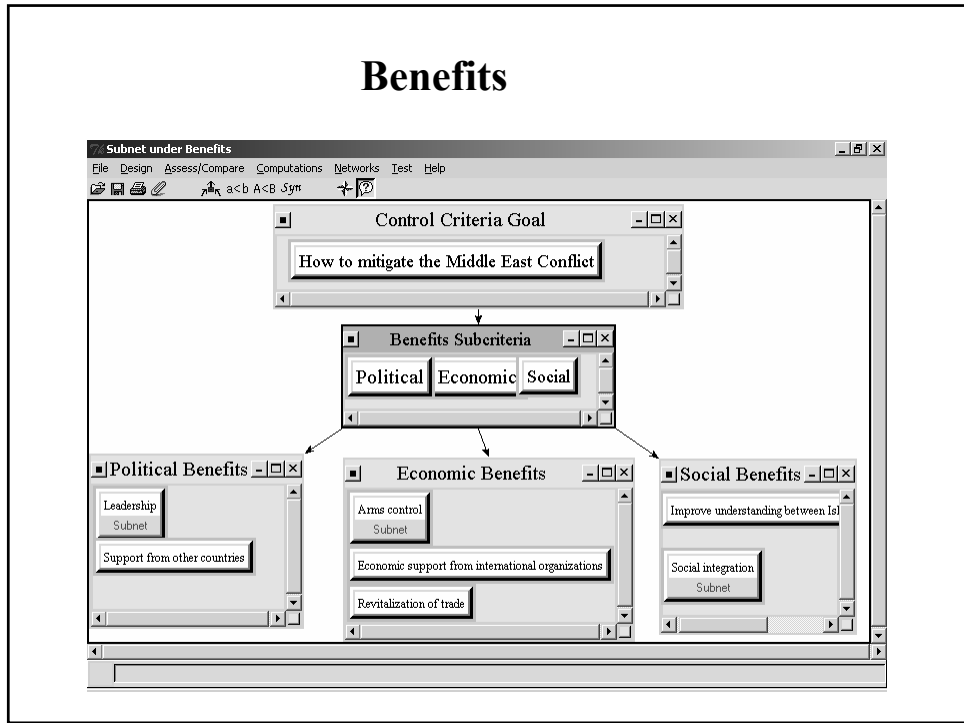 Benefits
Subnet under Benefits
File Design Assess/Compare Computations Networks Test Help
a<b A<B Syn
Control Criteria Goal
How to mitigate the Middle East Conflict
Benefits Subcriteria
Political Economic Social
Political Benefits
Leadership
Subnet
Support from other countries
Economic Benefits
Arms control
Subnet
Economic support from international organizations
Revitalization of trade
Social Benefits
Improve understanding between
Social integration
Subnet